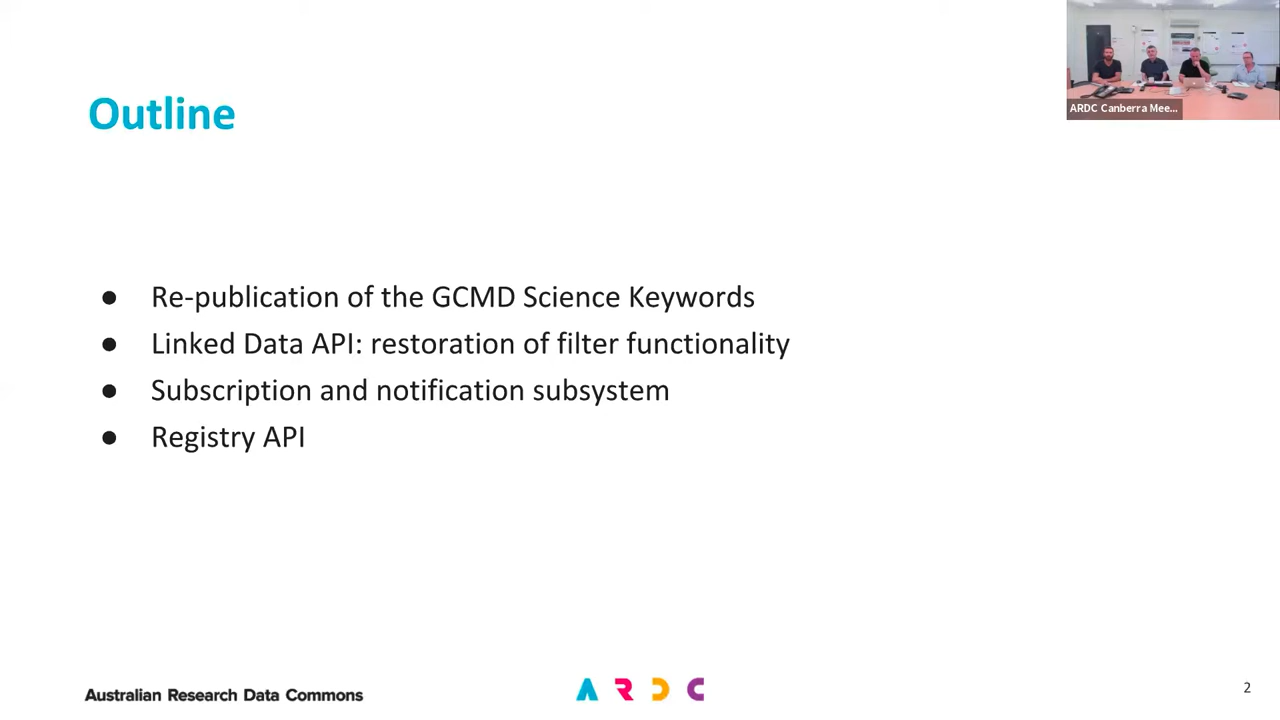 ARDC Canberra Mee...
Outline
● Re-publication of the GCMD Science Keywords
● Linked Data API: restoration of filter functionality
● Subscription and notification subsystem
● Registry API
Australian Research Data Commons
ARDC
2